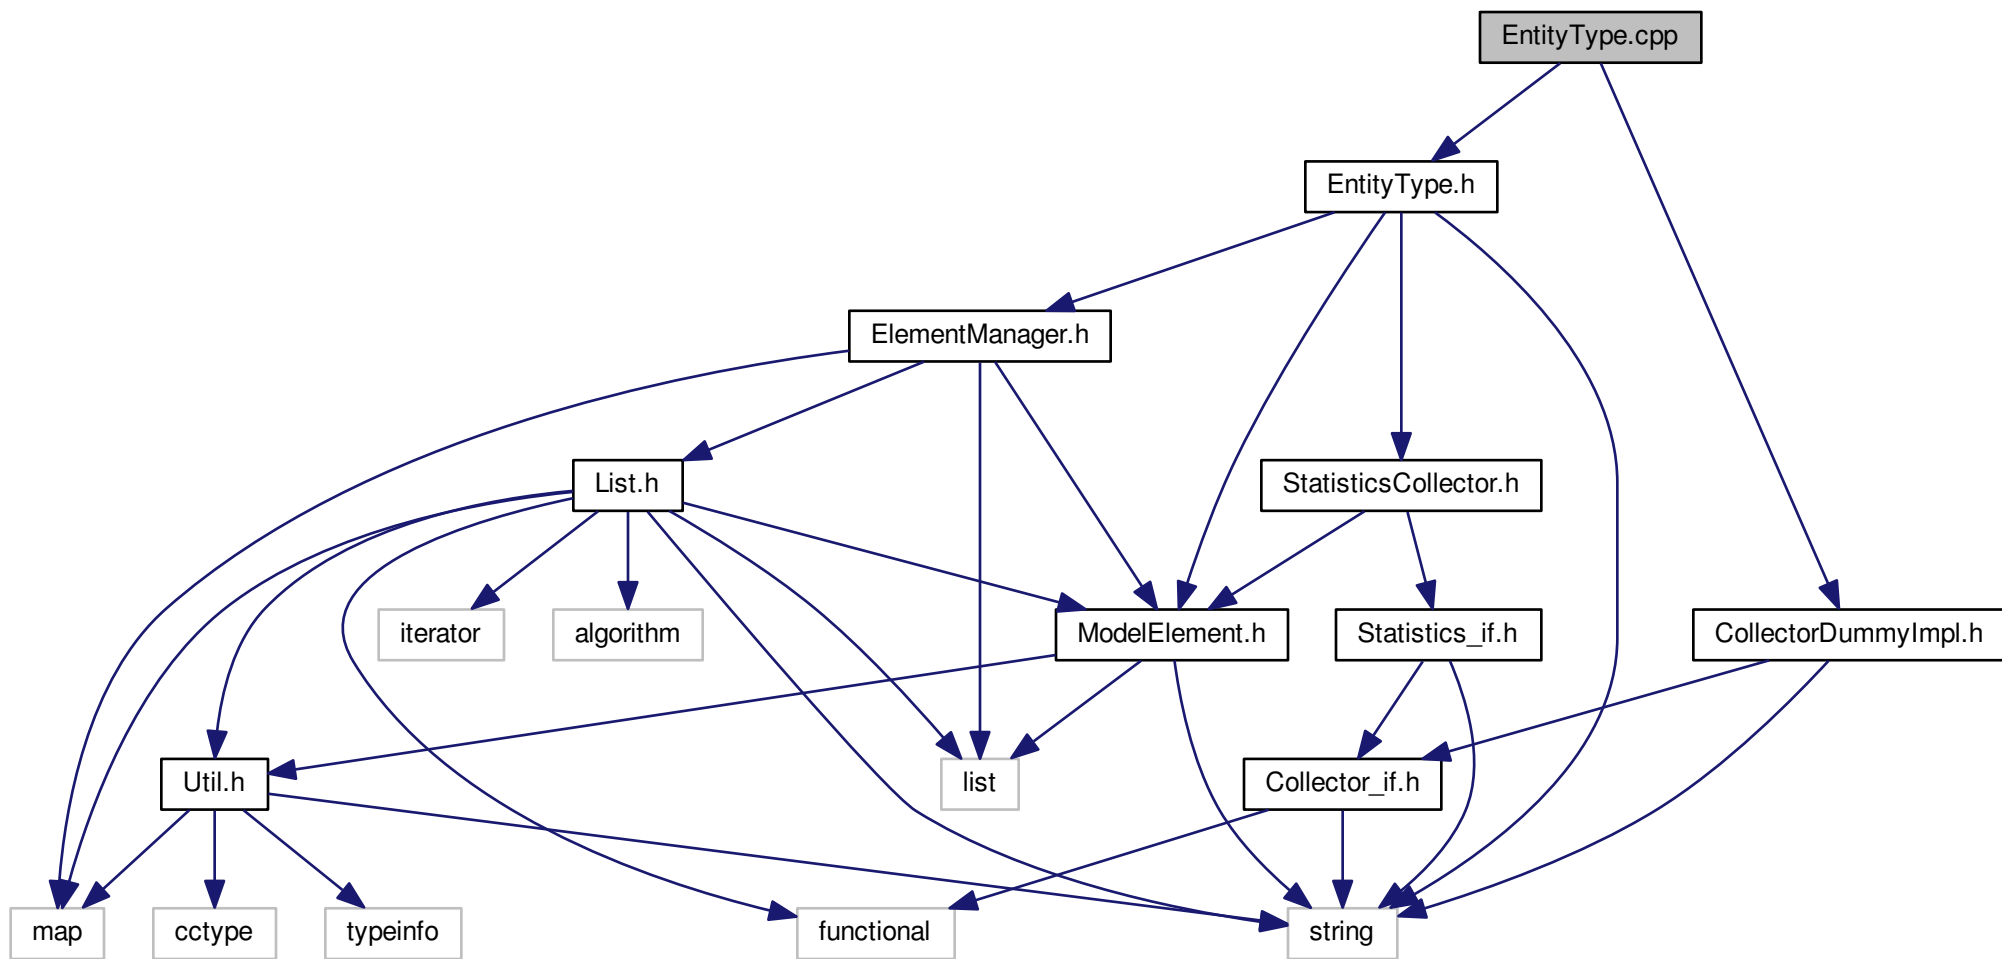 EntityType.cpp
EntityType.h
ElementManager.h
List.h
StatisticsCollector.h
iterator
algorithm
ModelElement.h
Statistics_if.h
CollectorDummyImpl.h
Util.h
list
Collector_if.h
map
cctype
typeinfo
functional
string